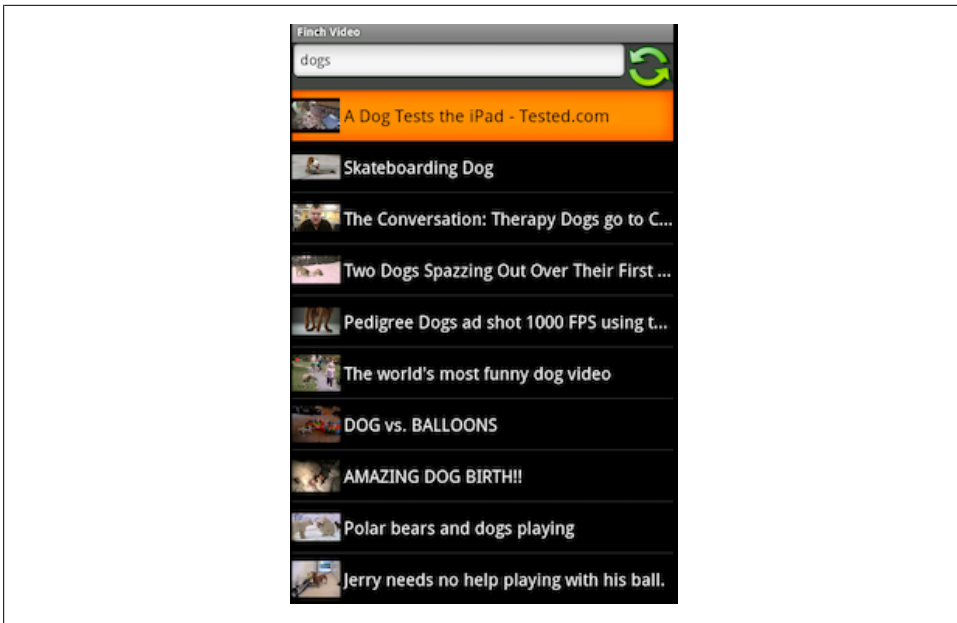 Finch Video
dogs
A Dog Tests the iPad - Tested.com
Skateboarding Dog
The Conversation: Therapy Dogs go to C...
Two Dogs Spazzing Out Over Their First ...
Pedigree Dogs ad shot 1000 FPS using t...
The world's most funny dog video
DOG vs. BALLOONS
AMAZING DOG BIRTH!!
Polar bears and dogs playing
Jerry needs no help playing with his ball.